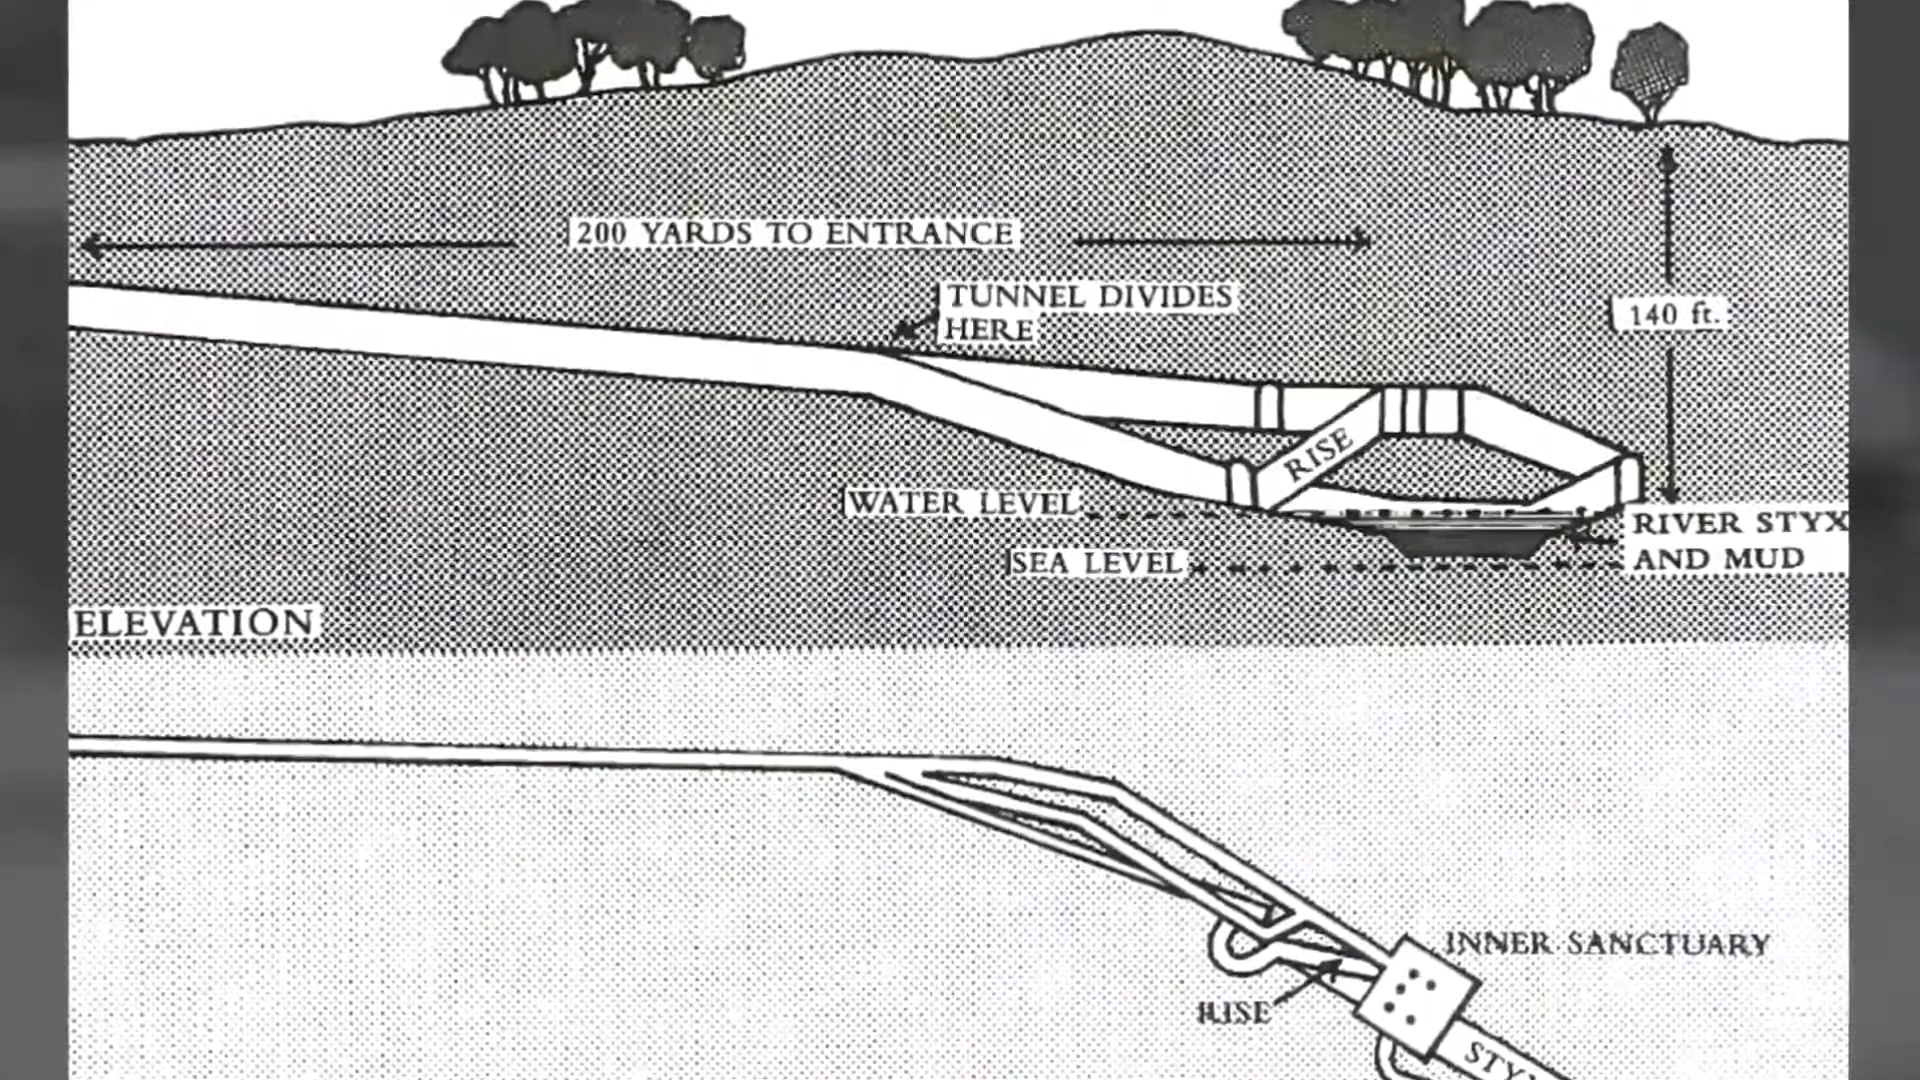 200 YARDS TO ENTRANCE
TUNNEL DIVIDES
HERE
140 ft.
RISE
WATER LEVEL
RIVER STYX
AND MUD
SEA LEVEL
ELEVATION
INNER SANCTUARY
RISE
STYX